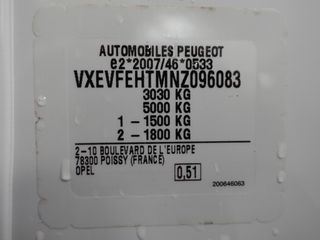 AUTOMOBILES PEUGEOT
e2*2007/46*0533
VXEVFEHTMNZ096083
3030 KG
5000 KG
1 - 1500 KG
2 - 1800 KG
2-10 BOULEVARD DE L'EUROPE
78300 POISSY (FRANCE)
OPEL
0,51
200646063